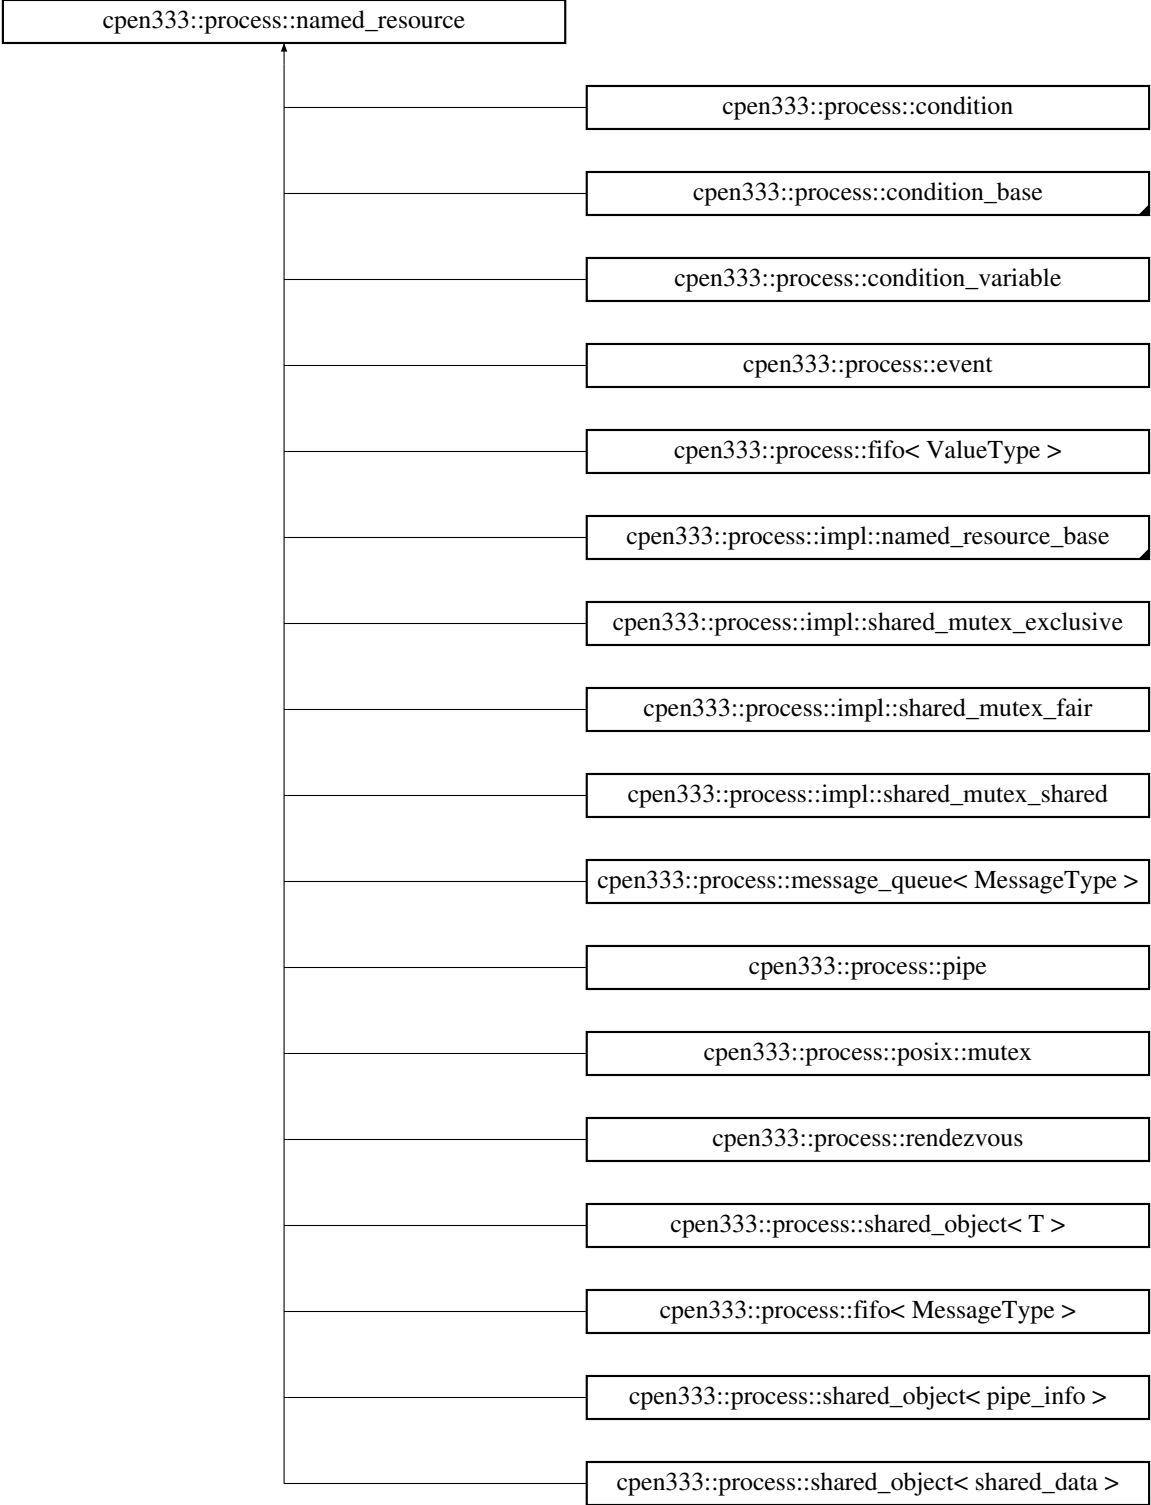 cpen333::process::named_resource
cpen333::process::condition
cpen333::process::condition_base
cpen333::process::condition_variable
cpen333::process::event
cpen333::process::fifo< ValueType >
cpen333::process::impl::named_resource_base
cpen333::process::impl::shared_mutex_exclusive
cpen333::process::impl::shared_mutex_fair
cpen333::process::impl::shared_mutex_shared
cpen333::process::message_queue< MessageType >
cpen333::process::pipe
cpen333::process::posix::mutex
cpen333::process::rendezvous
cpen333::process::shared_object< T >
cpen333::process::fifo< MessageType >
cpen333::process::shared_object< pipe_info >
cpen333::process::shared_object< shared_data >